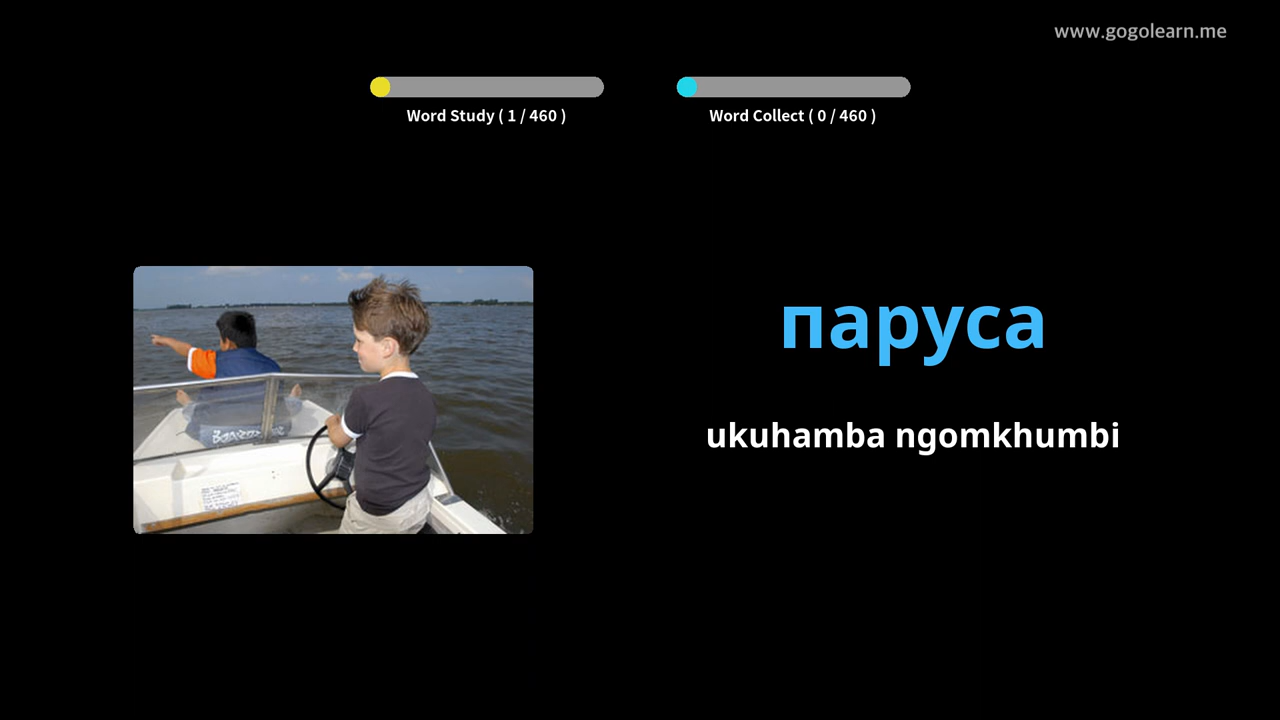 www.gogolearn.me
Word Study ( 1 / 460 )
Word Collect ( 0 / 460 )
паруса
ukuhamba ngomkhumbi